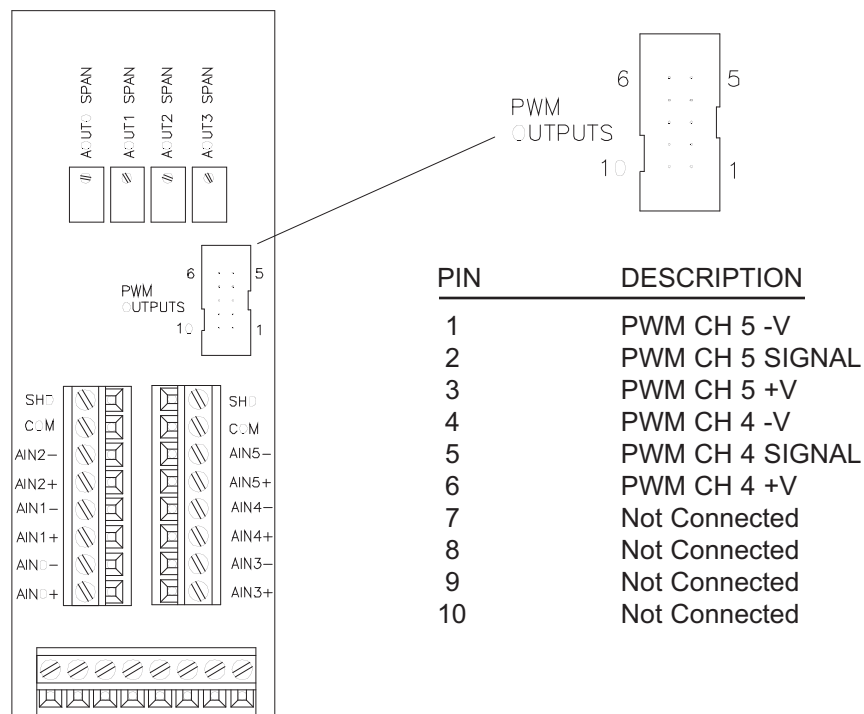 AOUT0 SPAN
AOUT1 SPAN
AOUT2 SPAN
AOUT3 SPAN
6 5
PWM
OUTPUTS
10 1
6 5
PWM
OUTPUTS
10 1
PIN DESCRIPTION
1 PWM CH 5 -V
2 PWM CH 5 SIGNAL
3 PWM CH 5 +V
4 PWM CH 4 -V
5 PWM CH 4 SIGNAL
6 PWM CH 4 +V
7 Not Connected
8 Not Connected
9 Not Connected
10 Not Connected
SHD SHD
COM COM
AIN2- AIN5-
AIN2+ AIN5+
AIN1- AIN4-
AIN1+ AIN4+
AIN0- AIN3-
AIN0+ AIN3+